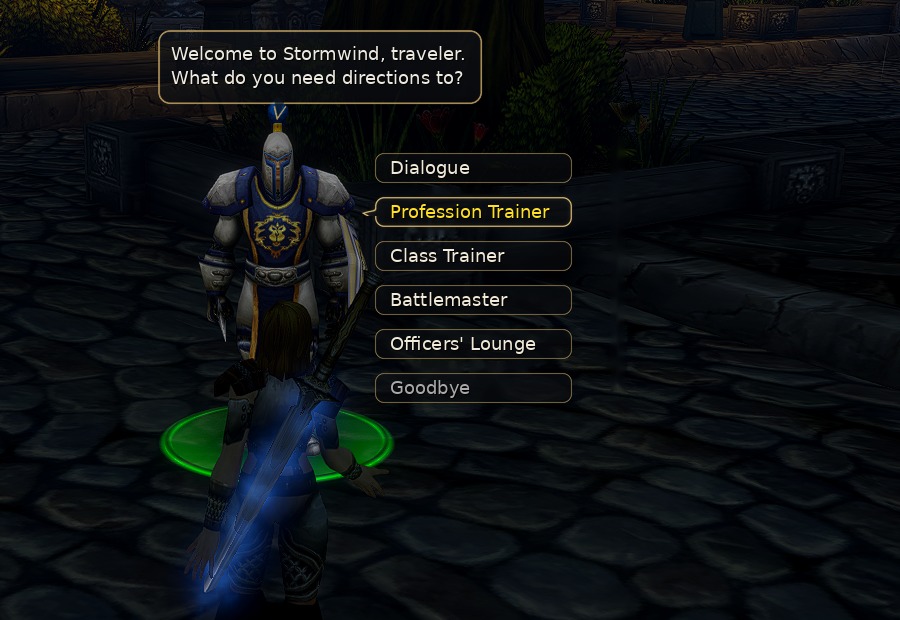 Welcome to Stormwind, traveler.
What do you need directions to?
Dialogue
Profession Trainer
Class Trainer
Battlemaster
Officers' Lounge
Goodbye